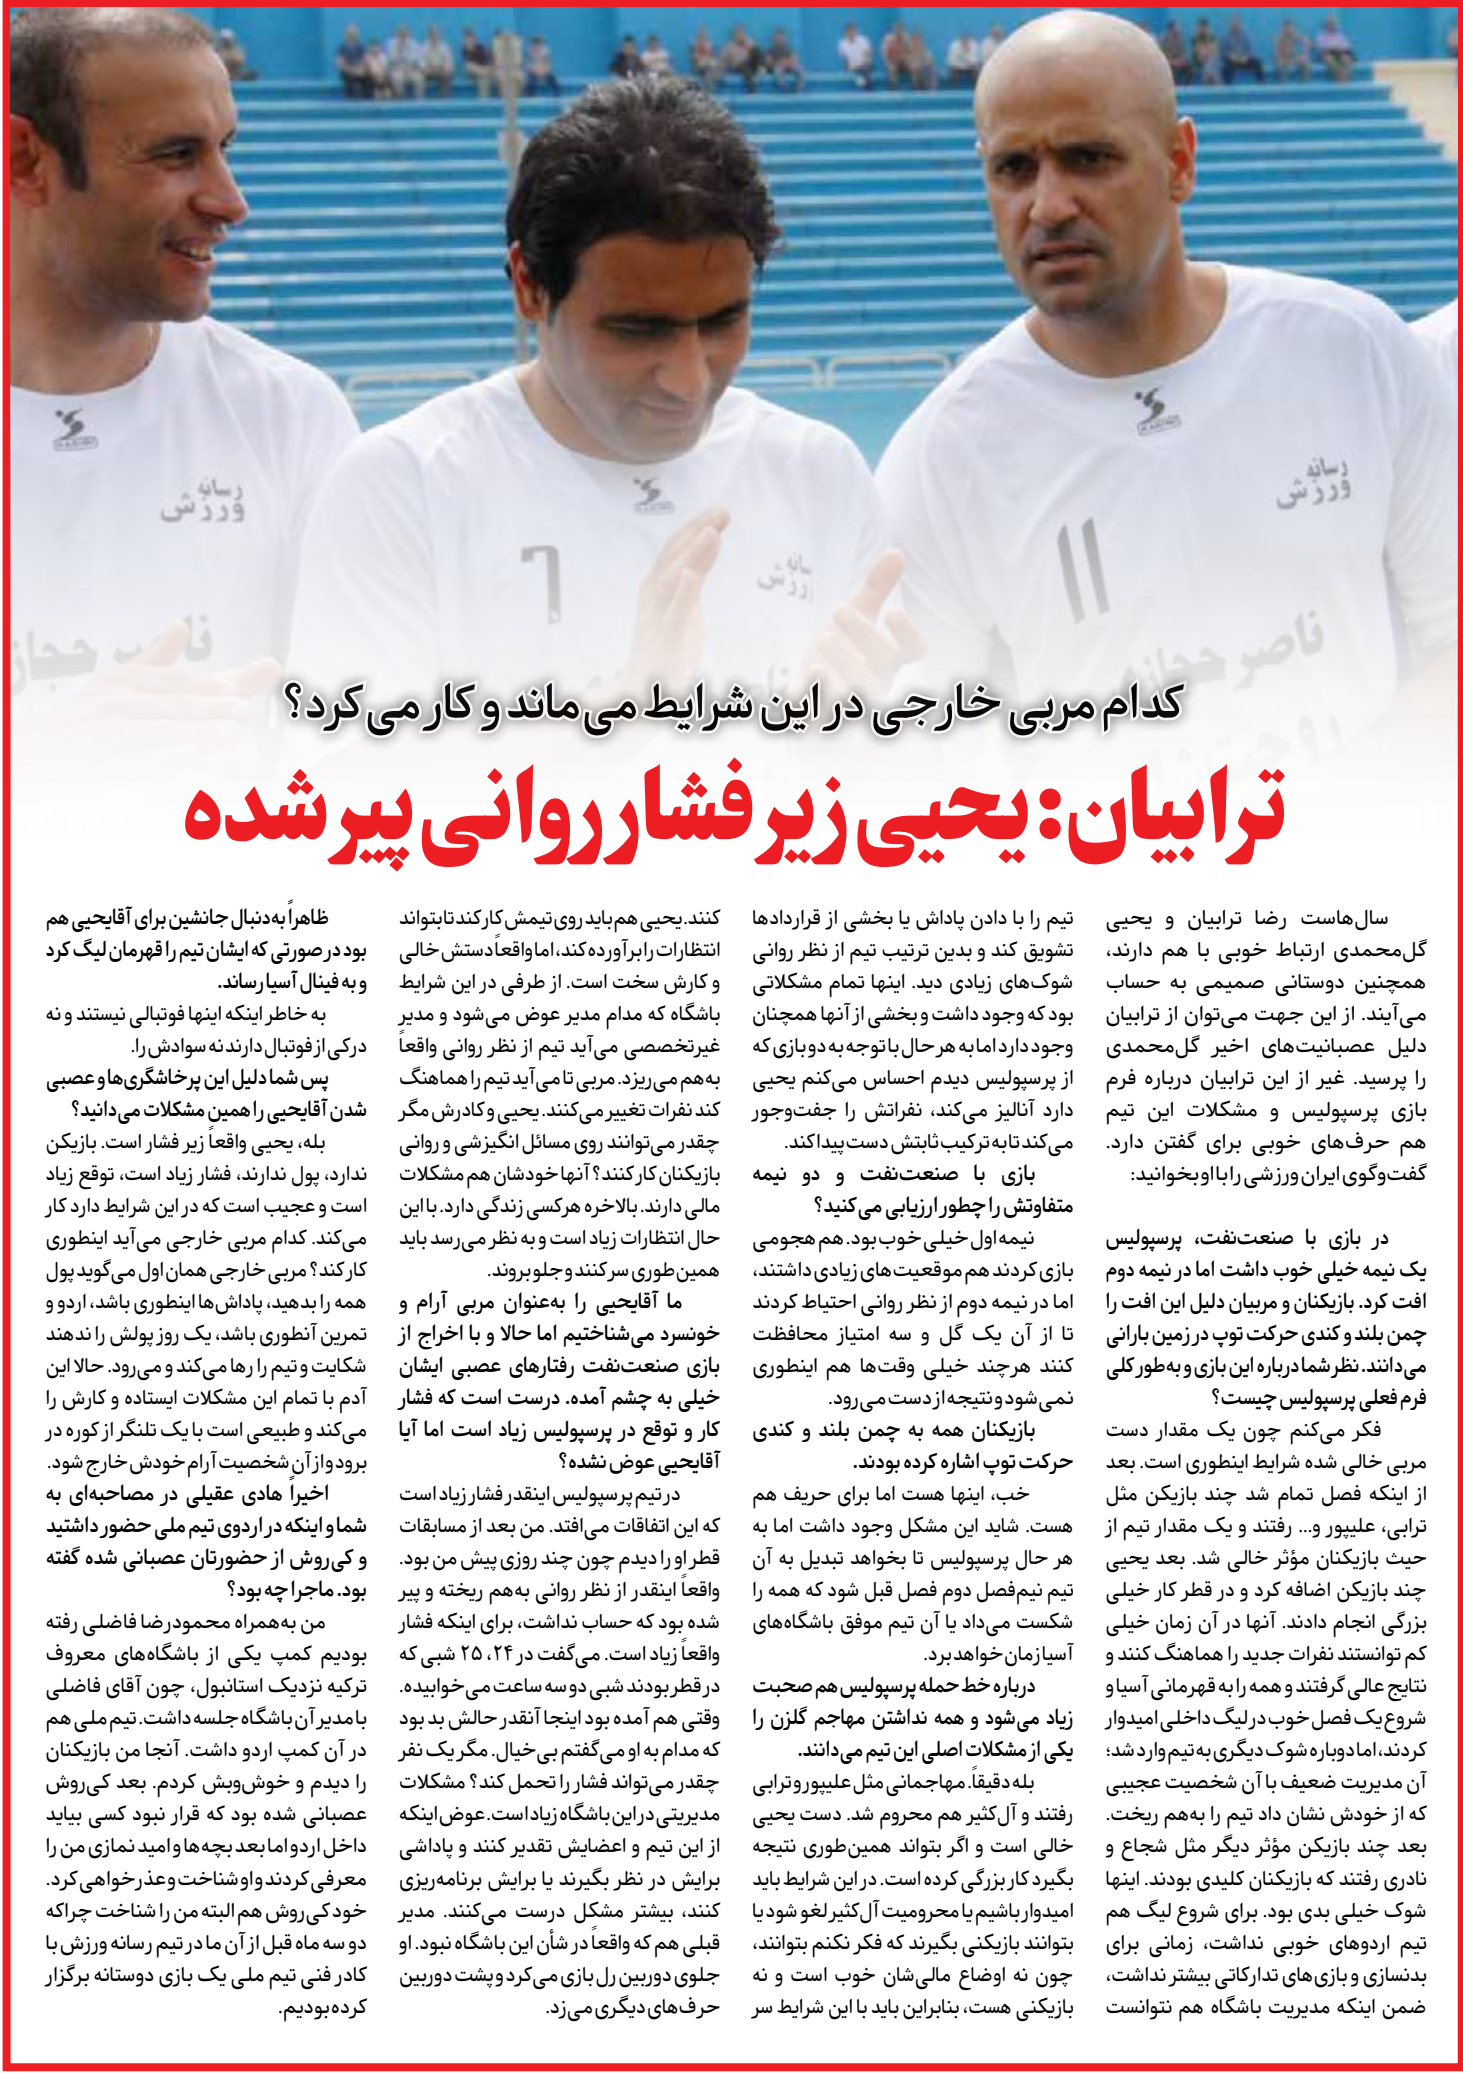 رسانه
ورزش
رسانه
ورزش
رسانه
ورزش
ناصر حجازی
کدام مربی خارجی در این شرایط می‌ماند و کار می‌کرد؟
ترابیان: یحیی زیر فشار روانی پیر شده
سال‌هاست رضا ترابیان و یحیی
گل‌محمدی ارتباط خوبی با هم دارند،
همچنین دوستانی صمیمی به حساب
می‌آیند. از این جهت می‌توان از ترابیان
دلیل عصبانیت‌های اخیر گل‌محمدی
را پرسید. غیر از این ترابیان درباره فرم
بازی پرسپولیس و مشکلات این تیم
هم حرف‌های خوبی برای گفتن دارد.
گفت‌وگوی ایران ورزشی را با او بخوانید:
در بازی با صنعت‌نفت، پرسپولیس
یک نیمه خیلی خوب داشت اما در نیمه دوم
افت کرد. بازیکنان و مربیان دلیل این افت را
چمن بلند و کندی حرکت توپ در زمین بارانی
می‌دانند. نظر شما درباره این بازی و به‌طور کلی
فرم فعلی پرسپولیس چیست؟
فکر می‌کنم چون یک مقدار دست
مربی خالی شده شرایط اینطوری است. بعد
از اینکه فصل تمام شد چند بازیکن مثل
ترابی، علیپور و... رفتند و یک مقدار تیم از
حیث بازیکنان مؤثر خالی شد. بعد یحیی
چند بازیکن اضافه کرد و در قطر کار خیلی
بزرگی انجام دادند. آنها در آن زمان خیلی
کم توانستند نفرات جدید را هماهنگ کنند و
نتایج عالی گرفتند و همه را به قهرمانی آسیا و
شروع یک فصل خوب در لیگ داخلی امیدوار
کردند، اما دوباره شوک دیگری به تیم وارد شد؛
آن مدیریت ضعیف با آن شخصیت عجیبی
که از خودش نشان داد تیم را به‌هم ریخت.
بعد چند بازیکن مؤثر دیگر مثل شجاع و
نادری رفتند که بازیکنان کلیدی بودند. اینها
شوک خیلی بدی بود. برای شروع لیگ هم
تیم اردوهای خوبی نداشت، زمانی برای
بدنسازی و بازی‌های تدارکاتی بیشتر نداشت،
ضمن اینکه مدیریت باشگاه هم نتوانست
تیم را با دادن پاداش یا بخشی از قراردادها
تشویق کند و بدین ترتیب تیم از نظر روانی
شوک‌های زیادی دید. اینها تمام مشکلاتی
بود که وجود داشت و بخشی از آنها همچنان
وجود دارد اما به هر حال با توجه به دو بازی که
از پرسپولیس دیدم احساس می‌کنم یحیی
دارد آنالیز می‌کند، نفراتش را جفت‌وجور
می‌کند تا به ترکیب ثابتش دست پیدا کند.
بازی با صنعت‌نفت و دو نیمه
متفاوتش را چطور ارزیابی می‌کنید؟
نیمه اول خیلی خوب بود. هم هجومی
بازی کردند هم موقعیت‌های زیادی داشتند،
اما در نیمه دوم از نظر روانی احتیاط کردند
تا از آن یک گل و سه امتیاز محافظت
کنند هرچند خیلی وقت‌ها هم اینطوری
نمی‌شود و نتیجه از دست می‌رود.
بازیکنان همه به چمن بلند و کندی
حرکت توپ اشاره کرده بودند.
خب، اینها هست اما برای حریف هم
هست. شاید این مشکل وجود داشت اما به
هر حال پرسپولیس تا بخواهد تبدیل به آن
تیم نیم‌فصل دوم فصل قبل شود که همه را
شکست می‌داد یا آن تیم موفق باشگاه‌های
آسیا زمان خواهد برد.
درباره خط حمله پرسپولیس هم صحبت
زیاد می‌شود و همه نداشتن مهاجم گلزن را
یکی از مشکلات اصلی این تیم می‌دانند.
بله دقیقاً. مهاجمانی مثل علیپور و ترابی
رفتند و آل‌کثیر هم محروم شد. دست یحیی
خالی است و اگر بتواند همین‌طوری نتیجه
بگیرد کار بزرگی کرده است. در این شرایط باید
امیدوار باشیم یا محرومیت آل‌کثیر لغو شود یا
بتوانند بازیکنی بگیرند که فکر نکنم بتوانند،
چون نه اوضاع مالی‌شان خوب است و نه
بازیکنی هست، بنابراین باید با این شرایط سر
کنند. یحیی هم باید روی تیمش کار کند تا بتواند
انتظارات را برآورده کند، اما واقعاً دستش خالی
و کارش سخت است. از طرفی در این شرایط
باشگاه که مدام مدیر عوض می‌شود و مدیر
غیرتخصصی می‌آید تیم از نظر روانی واقعاً
به‌هم می‌ریزد. مربی تا می‌آید تیم را هماهنگ
کند نفرات تغییر می‌کنند. یحیی و کادرش مگر
چقدر می‌توانند روی مسائل انگیزشی و روانی
بازیکنان کار کنند؟ آنها خودشان هم مشکلات
مالی دارند. بالاخره هرکسی زندگی دارد. با این
حال انتظارات زیاد است و به نظر می‌رسد باید
همین‌طوری سر کنند و جلو بروند.
ما آقایحیی را به‌عنوان مربی آرام و
خونسرد می‌شناختیم اما حالا و با اخراج از
بازی صنعت‌نفت رفتارهای عصبی ایشان
خیلی به چشم آمده. درست است که فشار
کار و توقع در پرسپولیس زیاد است اما آیا
آقایحیی عوض نشده؟
در تیم پرسپولیس اینقدر فشار زیاد است
که این اتفاقات می‌افتد. من بعد از مسابقات
قطر او را دیدم چون چند روزی پیش من بود.
واقعاً اینقدر از نظر روانی به‌هم ریخته و پیر
شده بود که حساب نداشت، برای اینکه فشار
واقعاً زیاد است. می‌گفت در ۲۴، ۲۵ شبی که
در قطر بودند شبی دو سه ساعت می‌خوابیده.
وقتی هم آمده بود اینجا آنقدر حالش بد بود
که مدام به او می‌گفتم بی‌خیال. مگر یک نفر
چقدر می‌تواند فشار را تحمل کند؟ مشکلات
مدیریتی در این باشگاه زیاد است. عوض اینکه
از این تیم و اعضایش تقدیر کنند و پاداشی
برایش در نظر بگیرند یا برایش برنامه‌ریزی
کنند، بیشتر مشکل درست می‌کنند. مدیر
قبلی هم که واقعاً در شأن این باشگاه نبود. او
جلوی دوربین رل بازی می‌کرد و پشت دوربین
حرف‌های دیگری می‌زد.
ظاهراً به‌دنبال جانشین برای آقایحیی هم
بود در صورتی که ایشان تیم را قهرمان لیگ کرد
و به فینال آسیا رساند.
به خاطر اینکه اینها فوتبالی نیستند و نه
درکی از فوتبال دارند نه سوادش را.
پس شما دلیل این پرخاشگری‌ها و عصبی
شدن آقایحیی را همین مشکلات می‌دانید؟
بله، یحیی واقعاً زیر فشار است. بازیکن
ندارد، پول ندارند، فشار زیاد است، توقع زیاد
است و عجیب است که در این شرایط دارد کار
می‌کند. کدام مربی خارجی می‌آید اینطوری
کار کند؟ مربی خارجی همان اول می‌گوید پول
همه را بدهید، پاداش‌ها اینطوری باشد، اردو و
تمرین آنطوری باشد، یک روز پولش را ندهند
شکایت و تیم را رها می‌کند و می‌رود. حالا این
آدم با تمام این مشکلات ایستاده و کارش را
می‌کند و طبیعی است با یک تلنگر از کوره در
برود و از آن شخصیت آرام خودش خارج شود.
اخیراً هادی عقیلی در مصاحبه‌ای به
شما و اینکه در اردوی تیم ملی حضور داشتید
و کی‌روش از حضورتان عصبانی شده گفته
بود. ماجرا چه بود؟
من به‌همراه محمودرضا فاضلی رفته
بودیم کمپ یکی از باشگاه‌های معروف
ترکیه نزدیک استانبول، چون آقای فاضلی
با مدیر آن باشگاه جلسه داشت. تیم ملی هم
در آن کمپ اردو داشت. آنجا من بازیکنان
را دیدم و خوش‌وبش کردم. بعد کی‌روش
عصبانی شده بود که قرار نبود کسی بیاید
داخل اردو اما بعد بچه‌ها و امید نمازی من را
معرفی کردند و او شناخت و عذرخواهی کرد.
خود کی‌روش هم البته من را شناخت چراکه
دو سه ماه قبل از آن ما در تیم رسانه ورزش با
کادر فنی تیم ملی یک بازی دوستانه برگزار
کرده بودیم.